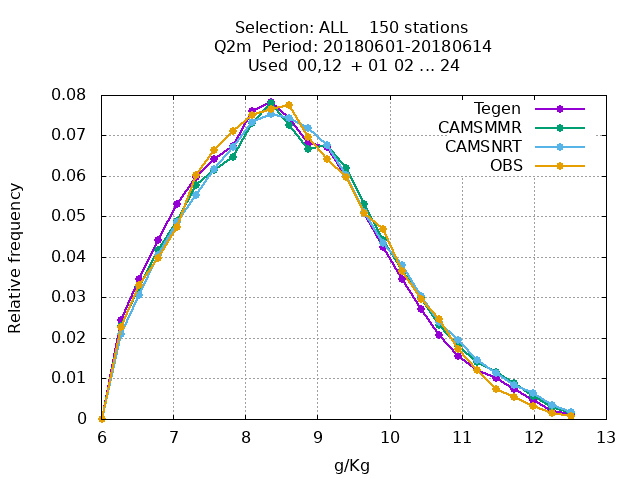 Selection: ALL 150 stations
Q2m Period: 20180601-20180614
Used 00,12 + 01 02 ... 24
Tegen
CAMSMMR
CAMSNRT
OBS
Relative frequency
0.08
0.07
0.06
0.05
0.04
0.03
0.02
0.01
0
6 7 8 9 10 11 12 13
g/Kg